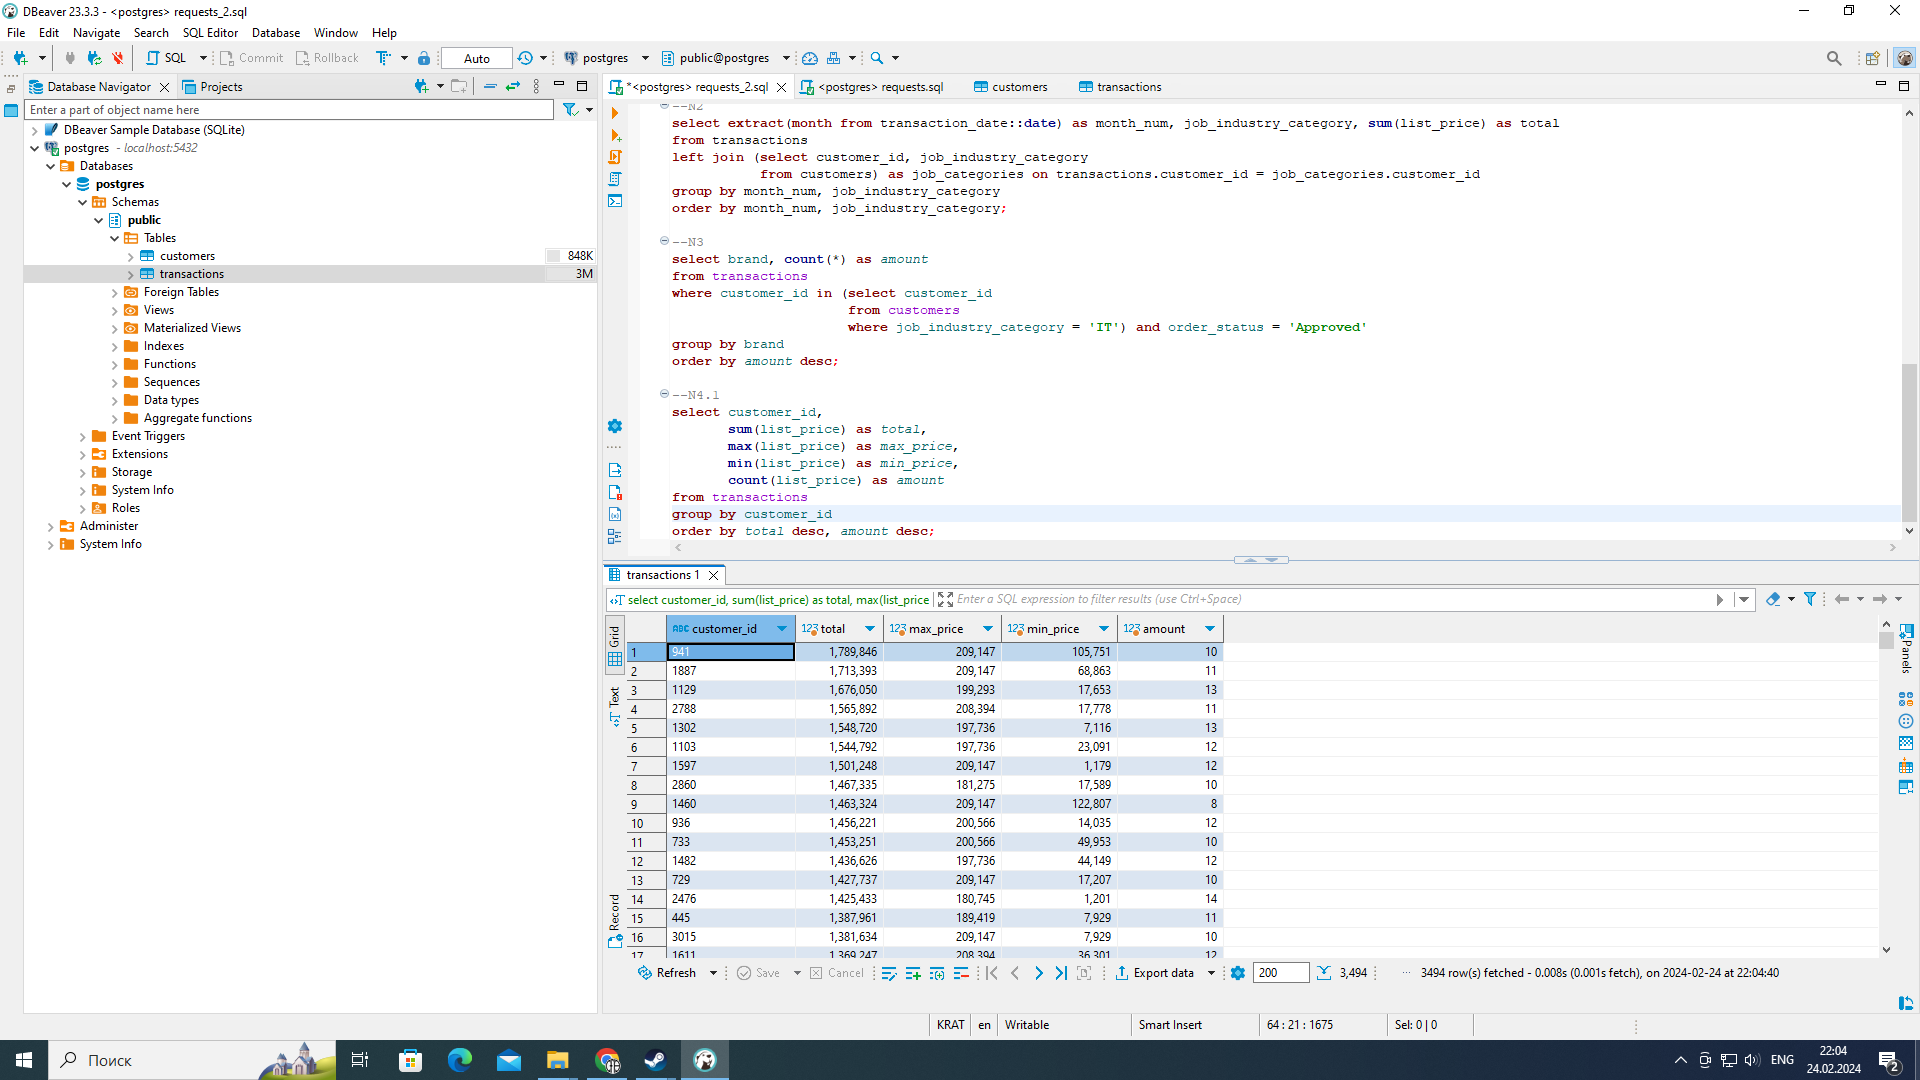 DBeaver 23.3.3 - <postgres> requests_2.sql
File Edit Navigate Search SQL Editor Database Window Help
SQL Commit Rollback Auto postgres public@postgres
Database Navigator Projects
Enter a part of object name here
DBeaver Sample Database (SQLite)
postgres - localhost:5432
Databases
postgres
Schemas
public
Tables
customers 848K
transactions 3M
Foreign Tables
Views
Materialized Views
Indexes
Functions
Sequences
Data types
Aggregate functions
Event Triggers
Extensions
Storage
System Info
Roles
Administer
System Info
*<postgres> requests_2.sql <postgres> requests.sql customers transactions
--N2
select extract(month from transaction_date::date) as month_num, job_industry_category, sum(list_price) as total
from transactions
left join (select customer_id, job_industry_category
from customers) as job_categories on transactions.customer_id = job_categories.customer_id
group by month_num, job_industry_category
order by month_num, job_industry_category;
--N3
select brand, count(*) as amount
from transactions
where customer_id in (select customer_id
from customers
where job_industry_category = 'IT') and order_status = 'Approved'
group by brand
order by amount desc;
--N4.1
select customer_id,
sum(list_price) as total,
max(list_price) as max_price,
min(list_price) as min_price,
count(list_price) as amount
from transactions
group by customer_id
order by total desc, amount desc;
transactions 1
select customer_id, sum(list_price) as total, max(list_price Enter a SQL expression to filter results (use Ctrl+Space)
Grid
Text
Record
Panels
ABC customer_id 123 total 123 max_price 123 min_price 123 amount
1 941 1,789,846 209,147 105,751 10
2 1887 1,713,393 209,147 68,863 11
3 1129 1,676,050 199,293 17,653 13
4 2788 1,565,892 208,394 17,778 11
5 1302 1,548,720 197,736 7,116 13
6 1103 1,544,792 197,736 23,091 12
7 1597 1,501,248 209,147 1,179 12
8 2860 1,467,335 181,275 17,589 10
9 1460 1,463,324 209,147 122,807 8
10 936 1,456,221 200,566 14,035 12
11 733 1,453,251 200,566 49,953 10
12 1482 1,436,626 197,736 44,149 12
13 729 1,427,737 209,147 17,207 10
14 2476 1,425,433 180,745 1,201 14
15 445 1,387,961 189,419 7,929 11
16 3015 1,381,634 209,147 7,929 10
17 1611 1,369,247 208,394 36,301 12
Refresh Save Cancel Export data 200 3,494 ··· 3494 row(s) fetched - 0.008s (0.001s fetch), on 2024-02-24 at 22:04:40
KRAT en Writable Smart Insert 64 : 21 : 1675 Sel: 0 | 0
Поиск
ENG
22:04
24.02.2024
2